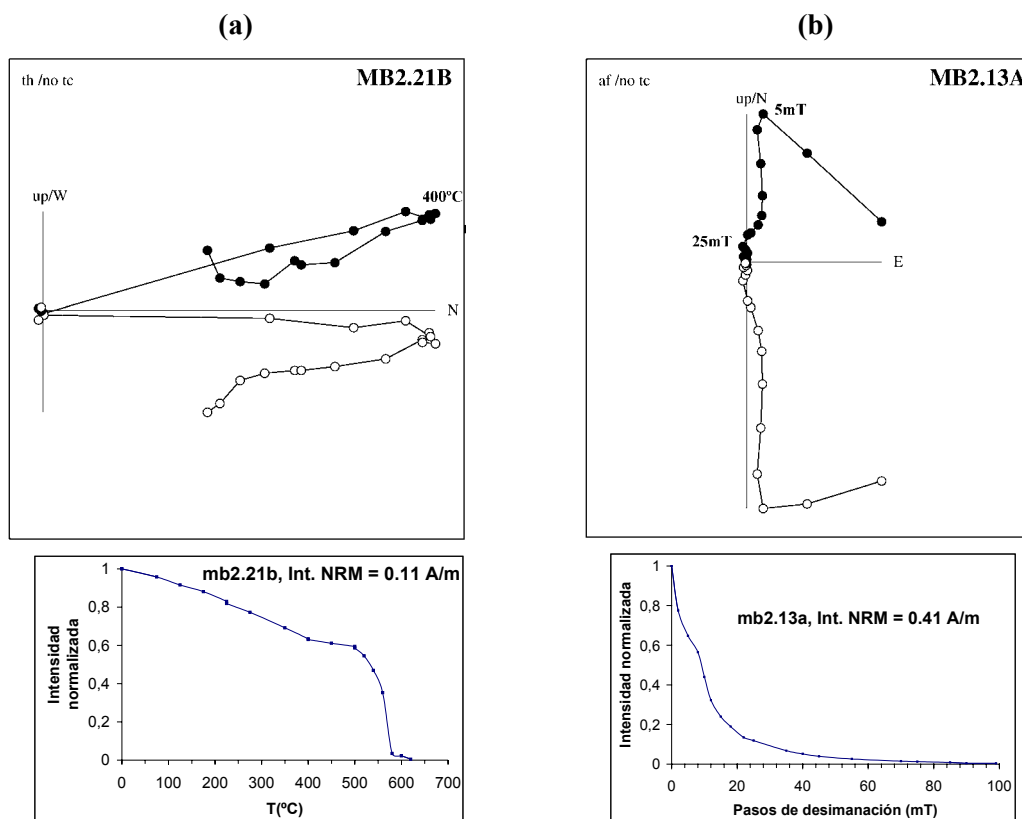 (a)
th /no tc
MB2.21B
up/W
400ºC
N
mb2.21b, Int. NRM = 0.11 A/m
Intensidad
normalizada
1
0,8
0,6
0,4
0,2
0
0 100 200 300 400 500 600 700
T(ºC)
(b)
af /no tc
MB2.13A
up/N
5mT
25mT
E
mb2.13a, Int. NRM = 0.41 A/m
Intensidad normalizada
1
0,8
0,6
0,4
0,2
0
0 20 40 60 80 100
Pasos de desimanación (mT)